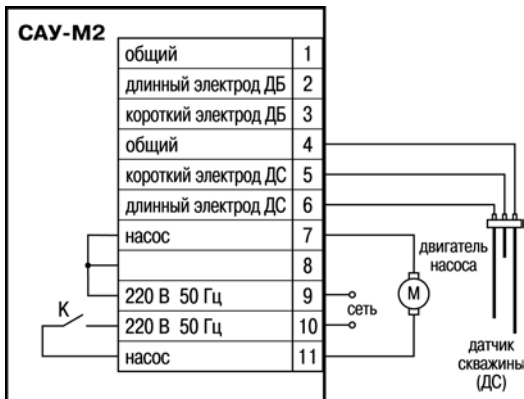 САУ-М2
общий 1
длинный электрод ДБ 2
короткий электрод ДБ 3
общий 4
короткий электрод ДС 5
длинный электрод ДС 6
насос 7
8
220 В 50 Гц 9
220 В 50 Гц 10
насос 11
К
сеть
двигатель
насоса
М
датчик
скважины
(ДС)